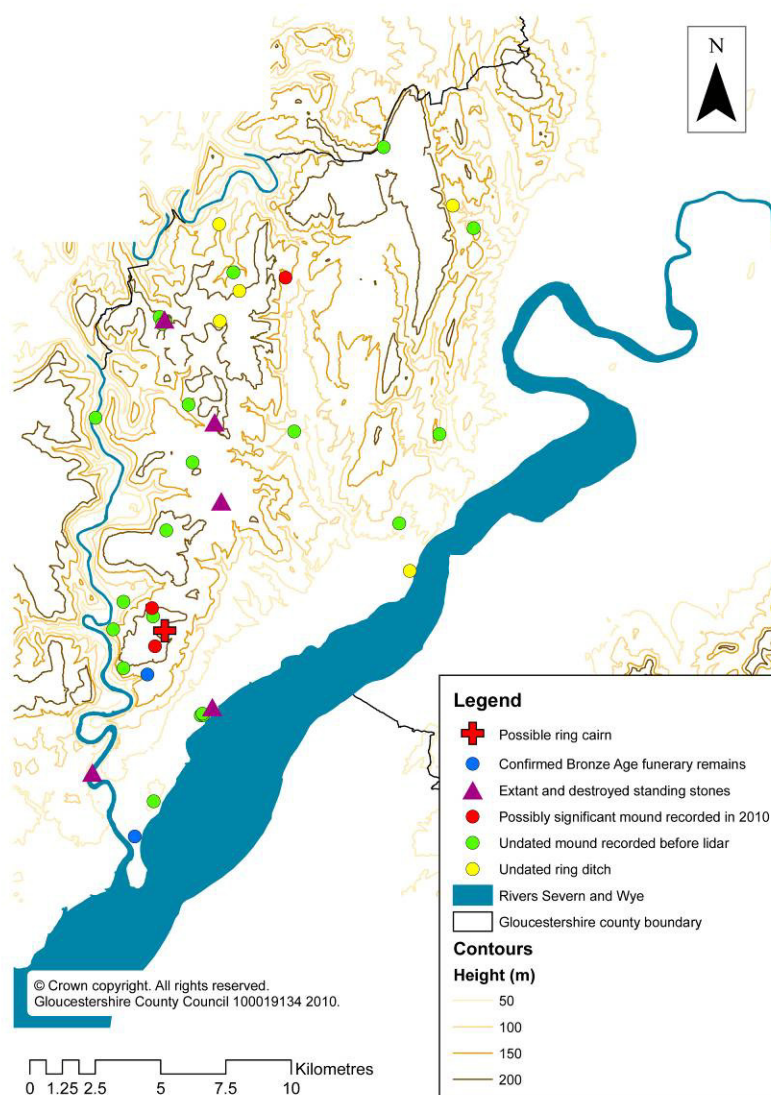 N
Legend
Possible ring cairn
Confirmed Bronze Age funerary remains
Extant and destroyed standing stones
Possibly significant mound recorded in 2010
Undated mound recorded before lidar
Undated ring ditch
Rivers Severn and Wye
Gloucestershire county boundary
Contours
Height (m)
50
100
150
200
© Crown copyright. All rights reserved.
Gloucestershire County Council 100019134 2010.
Kilometres
0 1.25 2.5 5 7.5 10